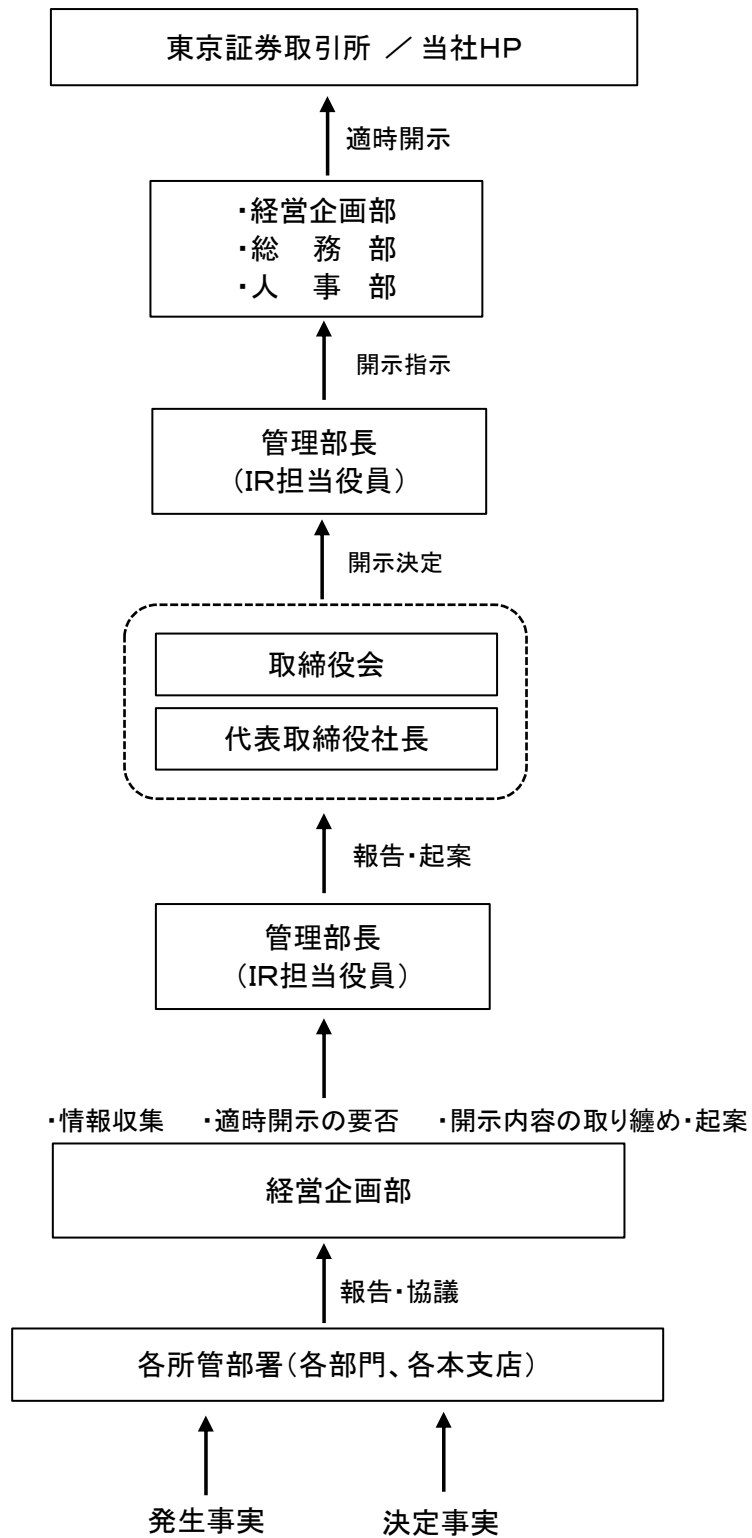 東京証券取引所 ／ 当社HP
適時開示
・経営企画部
・総　務　部
・人　事　部
開示指示
管理部長
（IR担当役員）
開示決定
取締役会
代表取締役社長
報告・起案
管理部長
（IR担当役員）
・情報収集　・適時開示の要否　・開示内容の取り纏め・起案
経営企画部
報告・協議
各所管部署（各部門、各本支店）
発生事実　決定事実